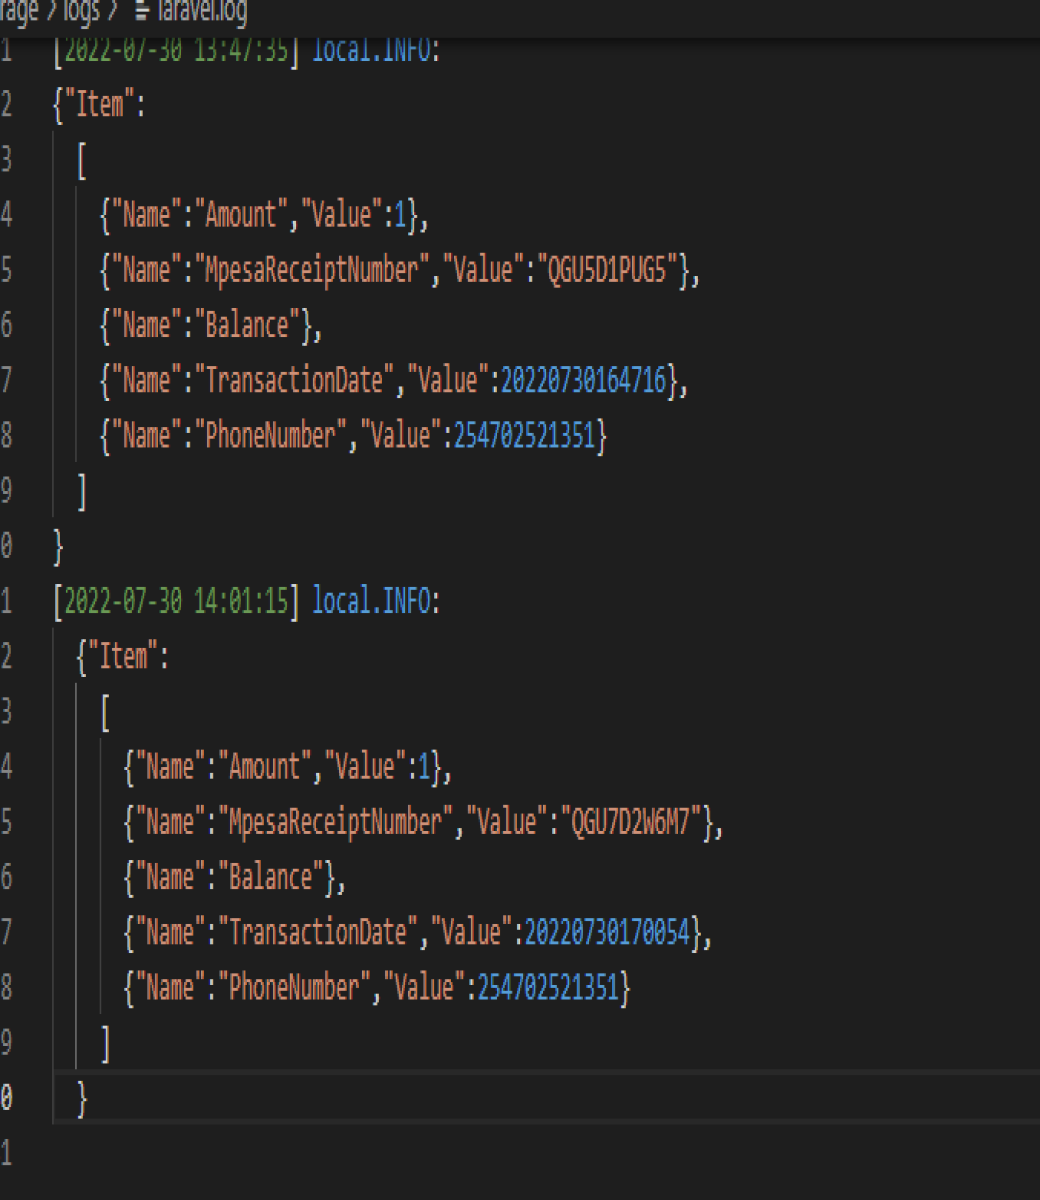 rage > logs > laravel.log
1 [2022-07-30 13:47:35] local.INFO:
2 {"Item":
3 [
4 {"Name":"Amount","Value":1},
5 {"Name":"MpesaReceiptNumber","Value":"QGU5D1PUG5"},
6 {"Name":"Balance"},
7 {"Name":"TransactionDate","Value":20220730164716},
8 {"Name":"PhoneNumber","Value":254702521351}
9 ]
0 }
1 [2022-07-30 14:01:15] local.INFO:
2 {"Item":
3 [
4 {"Name":"Amount","Value":1},
5 {"Name":"MpesaReceiptNumber","Value":"QGU7D2W6M7"},
6 {"Name":"Balance"},
7 {"Name":"TransactionDate","Value":20220730170054},
8 {"Name":"PhoneNumber","Value":254702521351}
9 ]
0 }
1